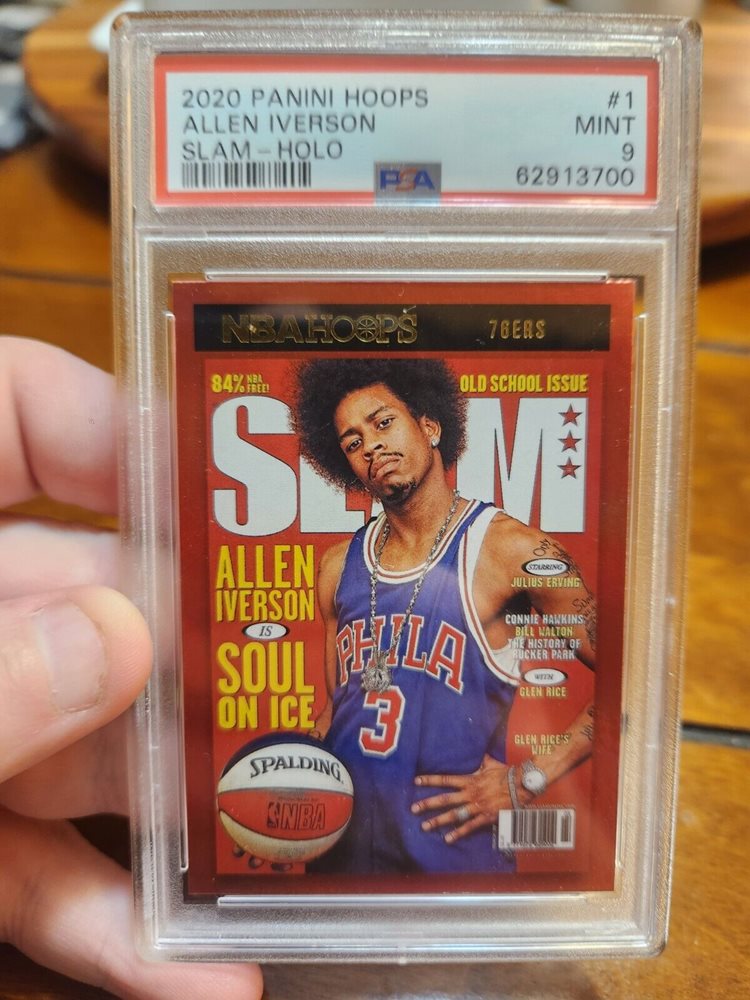 2020 PANINI HOOPS #1
ALLEN IVERSON MINT
SLAM - HOLO 9
PSA 62913700
NBA HOOPS 76ERS
84% NBA FREE! OLD SCHOOL ISSUE
SLAM
ALLEN
IVERSON
IS
SOUL
ON ICE
STARRING
JULIUS ERVING
CONNIE HAWKINS
BILL WALTON
THE HISTORY OF
RUCKER PARK
WITH
GLEN RICE
GLEN RICE'S
WIFE
PHILA
3
SPALDING
NBA